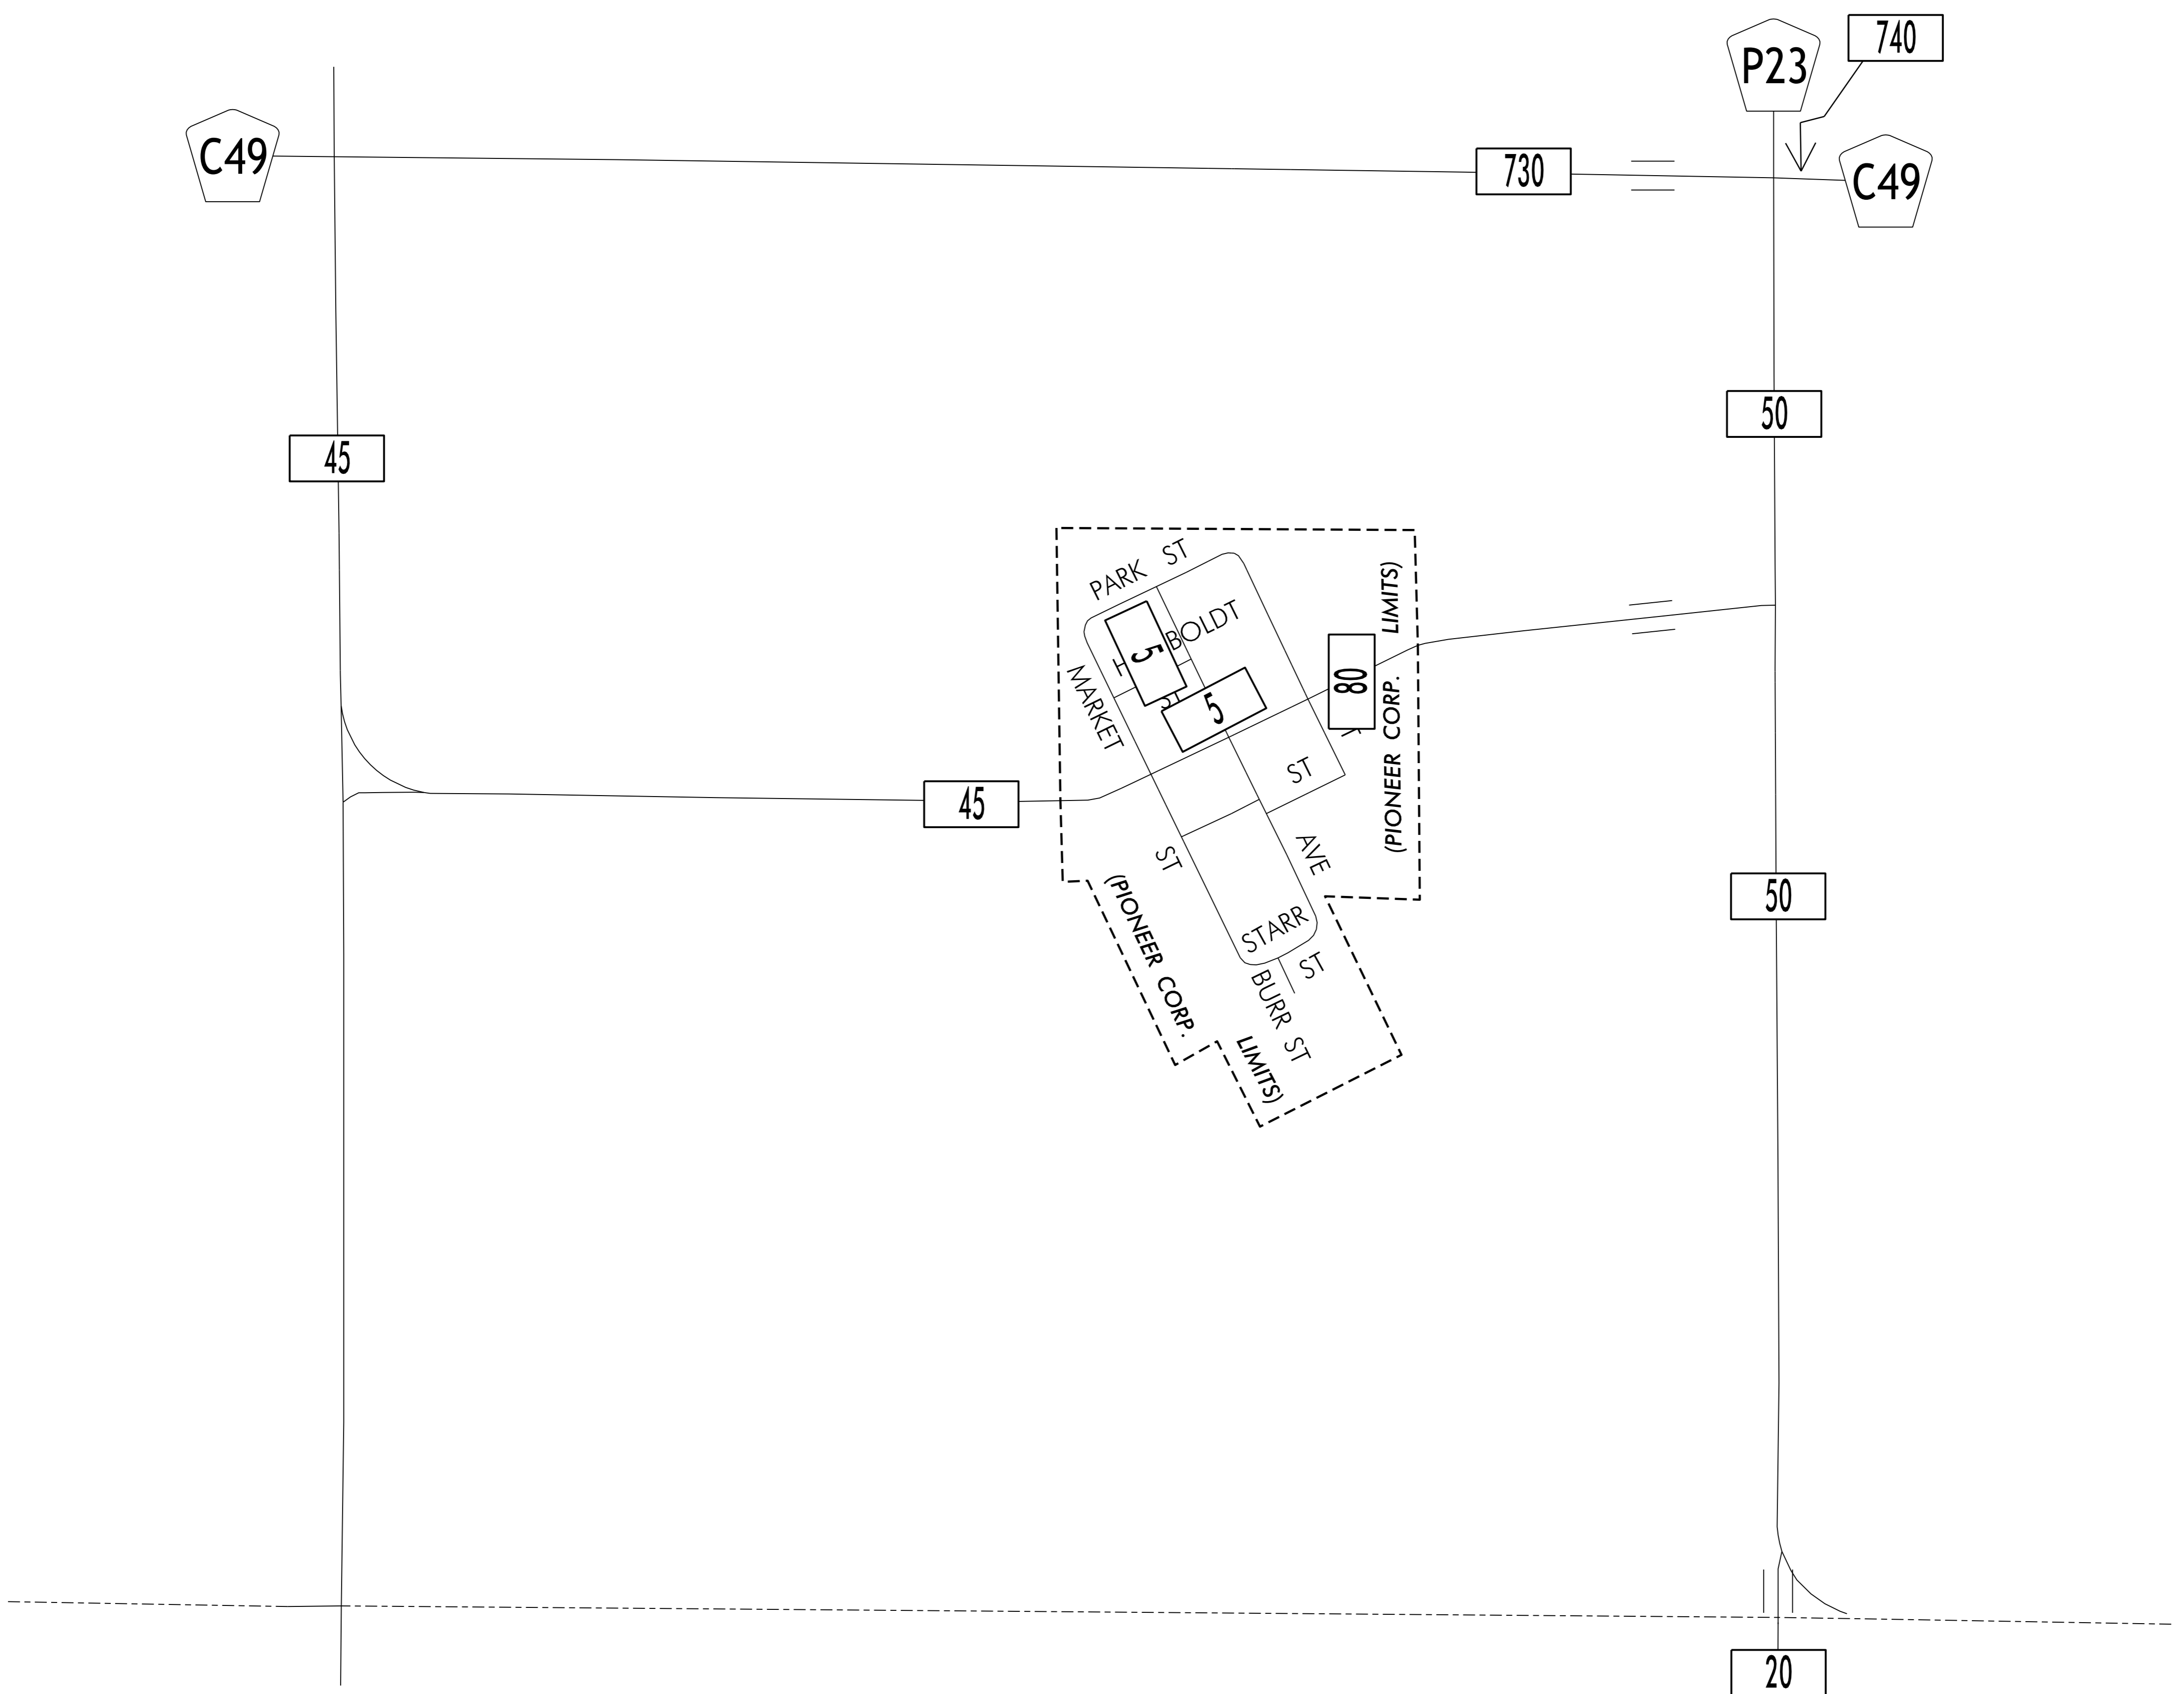 P23
740
C49
730
C49
50
45
PARK ST
(PIONEER CORP. LIMITS)
BOLDT
5
ST
5
80
MARKET
ST
45
ST
AVE
50
(PIONEER CORP. LIMITS)
STARR
ST
BURR ST
20